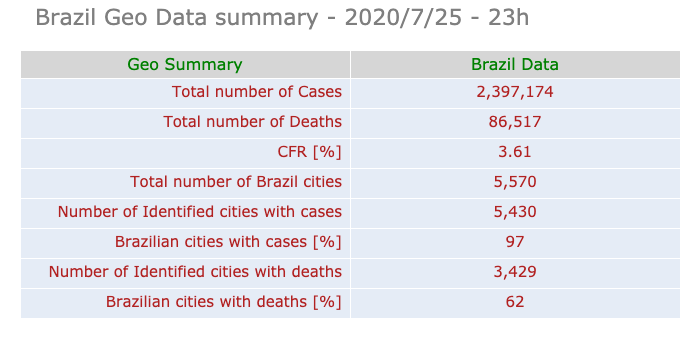 Brazil Geo Data summary - 2020/7/25 - 23h
Geo Summary Brazil Data
Total number of Cases 2,397,174
Total number of Deaths 86,517
CFR [%] 3.61
Total number of Brazil cities 5,570
Number of Identified cities with cases 5,430
Brazilian cities with cases [%] 97
Number of Identified cities with deaths 3,429
Brazilian cities with deaths [%] 62